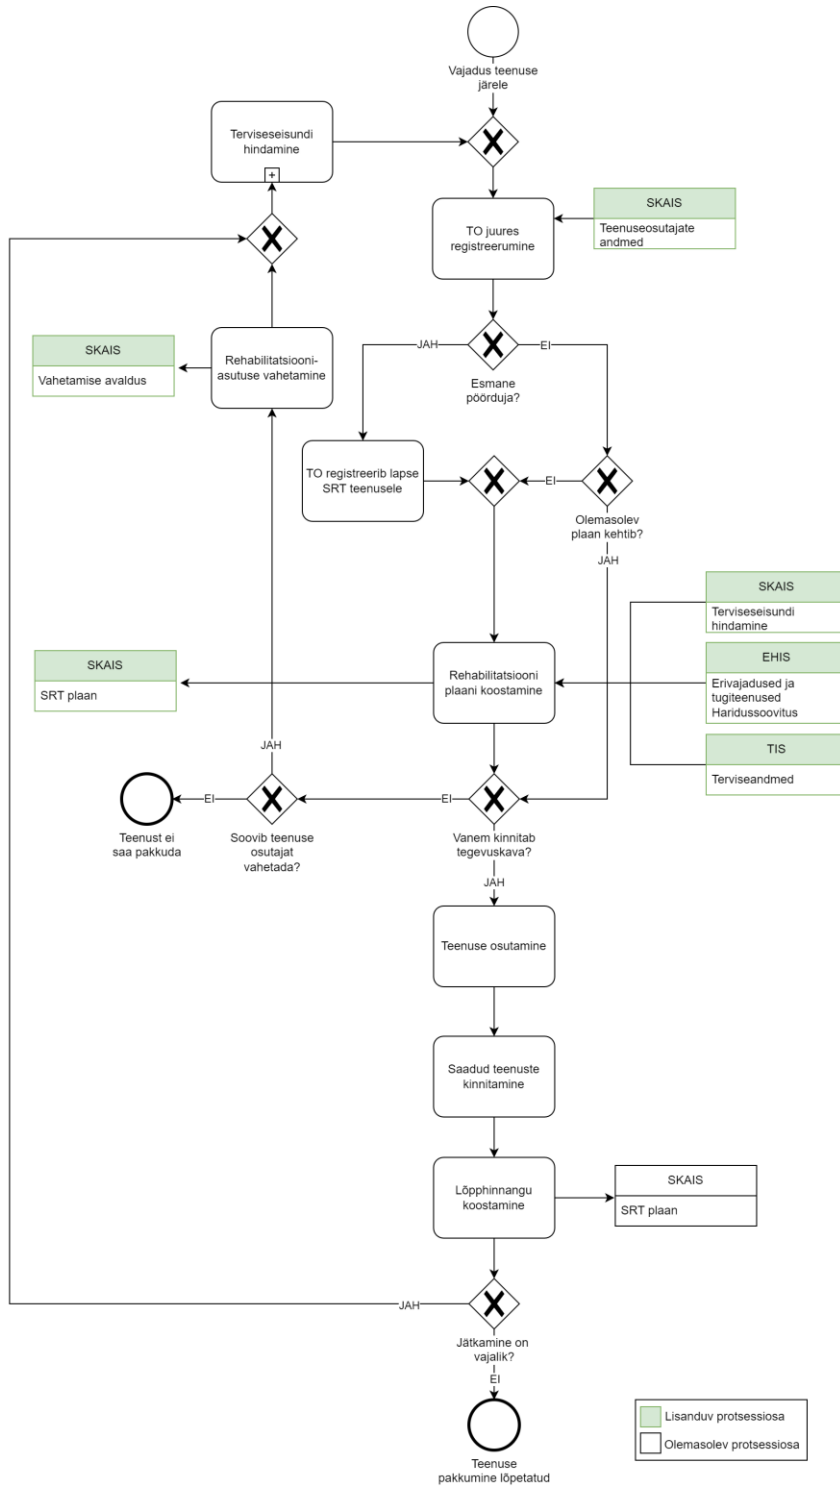 Vajadus teenuse
järele
Terviseseisundi
hindamine
TO juures
registreerumine
SKAIS
Teenuseosutajate
andmed
JAH
EI
Esmane
pöörduja?
SKAIS
Vahetamise avaldus
Rehabilitatsiooni-
asutuse vahetamine
TO registreerib lapse
SRT teenusele
EI
Olemasolev
plaan kehtib?
JAH
SKAIS
Terviseseisundi
hindamine
EHIS
Erivajadused ja
tugiteenused
Haridussoovitus
TIS
Terviseandmed
SKAIS
SRT plaan
Rehabilitatsiooni
plaani koostamine
JAH
EI
EI
Teenust ei
saa pakkuda
Soovib teenuse
osutajat
vahetada?
Vanem kinnitab
tegevuskava?
JAH
Teenuse osutamine
Saadud teenuste
kinnitamine
Lõpphinnangu
koostamine
SKAIS
SRT plaan
JAH
Jätkamine on
vajalik?
EI
Teenuse
pakkumine lõpetatud
Lisanduv protsessiosa
Olemasolev protsessiosa